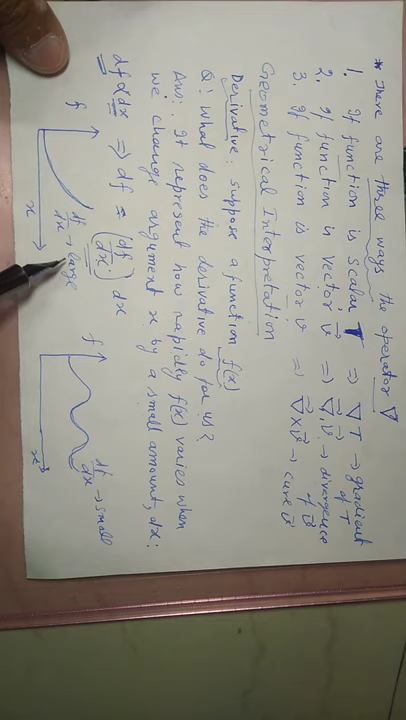 * There are three ways the operator ∇
1. If function is scalar, T ⇒ ∇T → gradient of T
2. If function is vector v⃗ ⇒ ∇⃗.v⃗ → divergence of v⃗
3. If function is vector v⃗ ⇒ ∇⃗×v⃗ → curl v⃗
Geometrical Interpretation
Derivative: Suppose a function f(x)
Q: What does the derivative do for us?
Ans: It represent how rapidly f(x) varies when
we change argument x by a small amount, dx:
df ∝ dx ⇒ df = (df/dx) dx
f
df/dx → large
x
f
df/dx → small
x